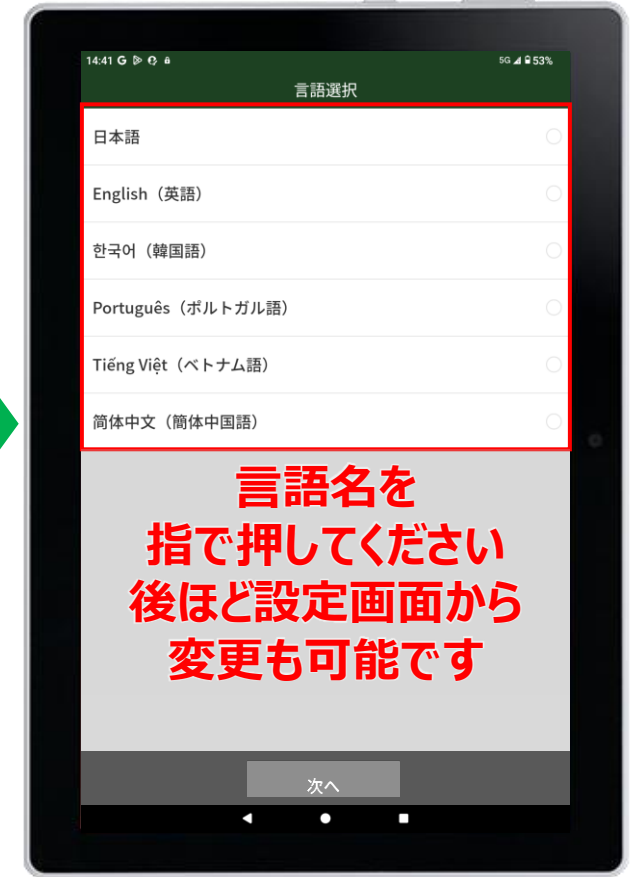 14:41 G
5G 53%
言語選択
日本語
English（英語）
한국어（韓国語）
Português（ポルトガル語）
Tiếng Việt（ベトナム語）
简体中文（簡体中国語）
言語名を
指で押してください
後ほど設定画面から
変更も可能です
次へ